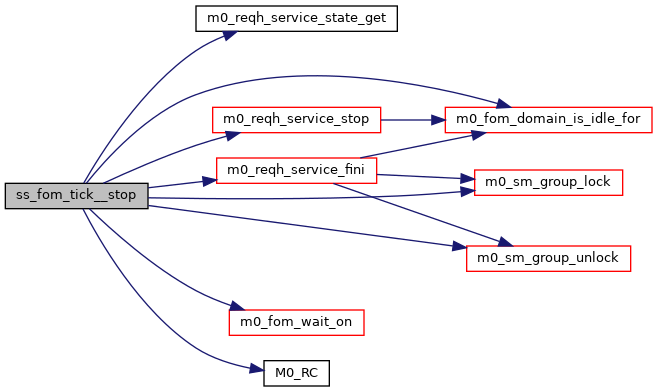 m0_reqh_service_state_get
m0_reqh_service_stop
m0_fom_domain_is_idle_for
m0_reqh_service_fini
m0_sm_group_lock
ss_fom_tick__stop
m0_sm_group_unlock
m0_fom_wait_on
M0_RC